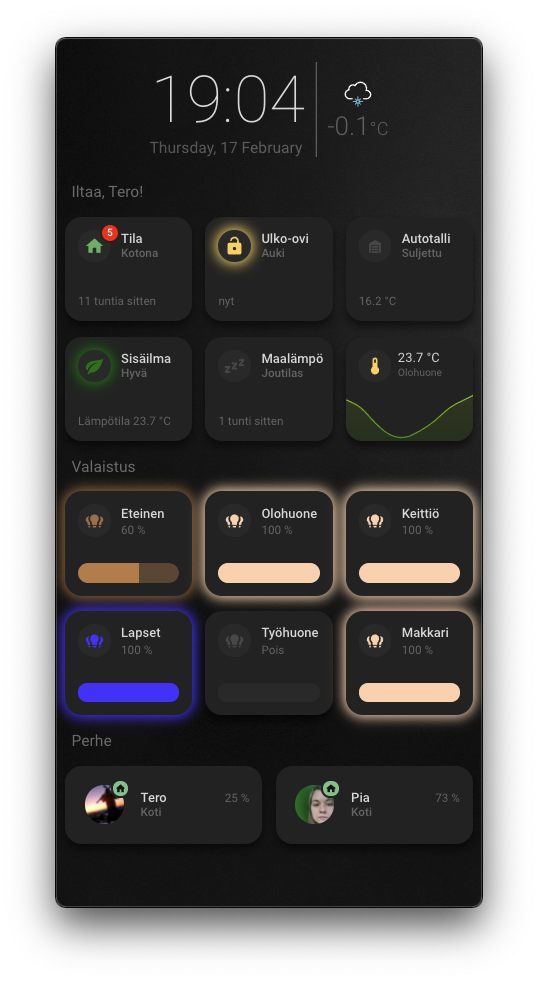 19:04
-0.1°C
Thursday, 17 February
Iltaa, Tero!
5
Tila
Kotona
11 tuntia sitten
Ulko-ovi
Auki
nyt
Autotalli
Suljettu
16.2 °C
Sisäilma
Hyvä
Lämpötila 23.7 °C
zzz
Maalämpö
Joutilas
1 tunti sitten
23.7 °C
Olohuone
Valaistus
Eteinen
60 %
Olohuone
100 %
Keittiö
100 %
Lapset
100 %
Työhuone
Pois
Makkari
100 %
Perhe
Tero
Koti
25 %
Pia
Koti
73 %